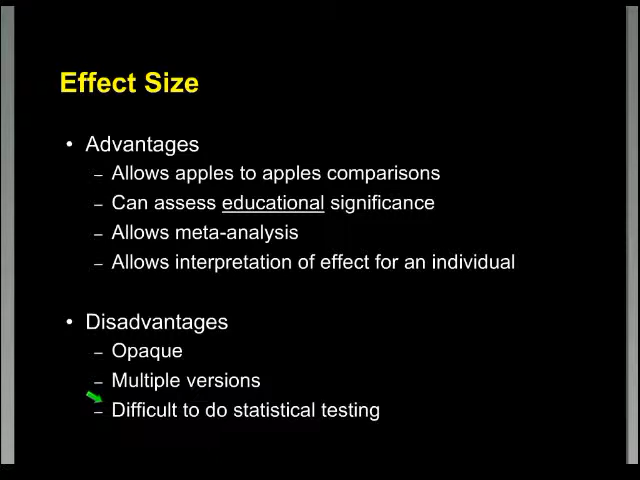 Effect Size
• Advantages
– Allows apples to apples comparisons
– Can assess educational significance
– Allows meta-analysis
– Allows interpretation of effect for an individual
• Disadvantages
– Opaque
– Multiple versions
– Difficult to do statistical testing